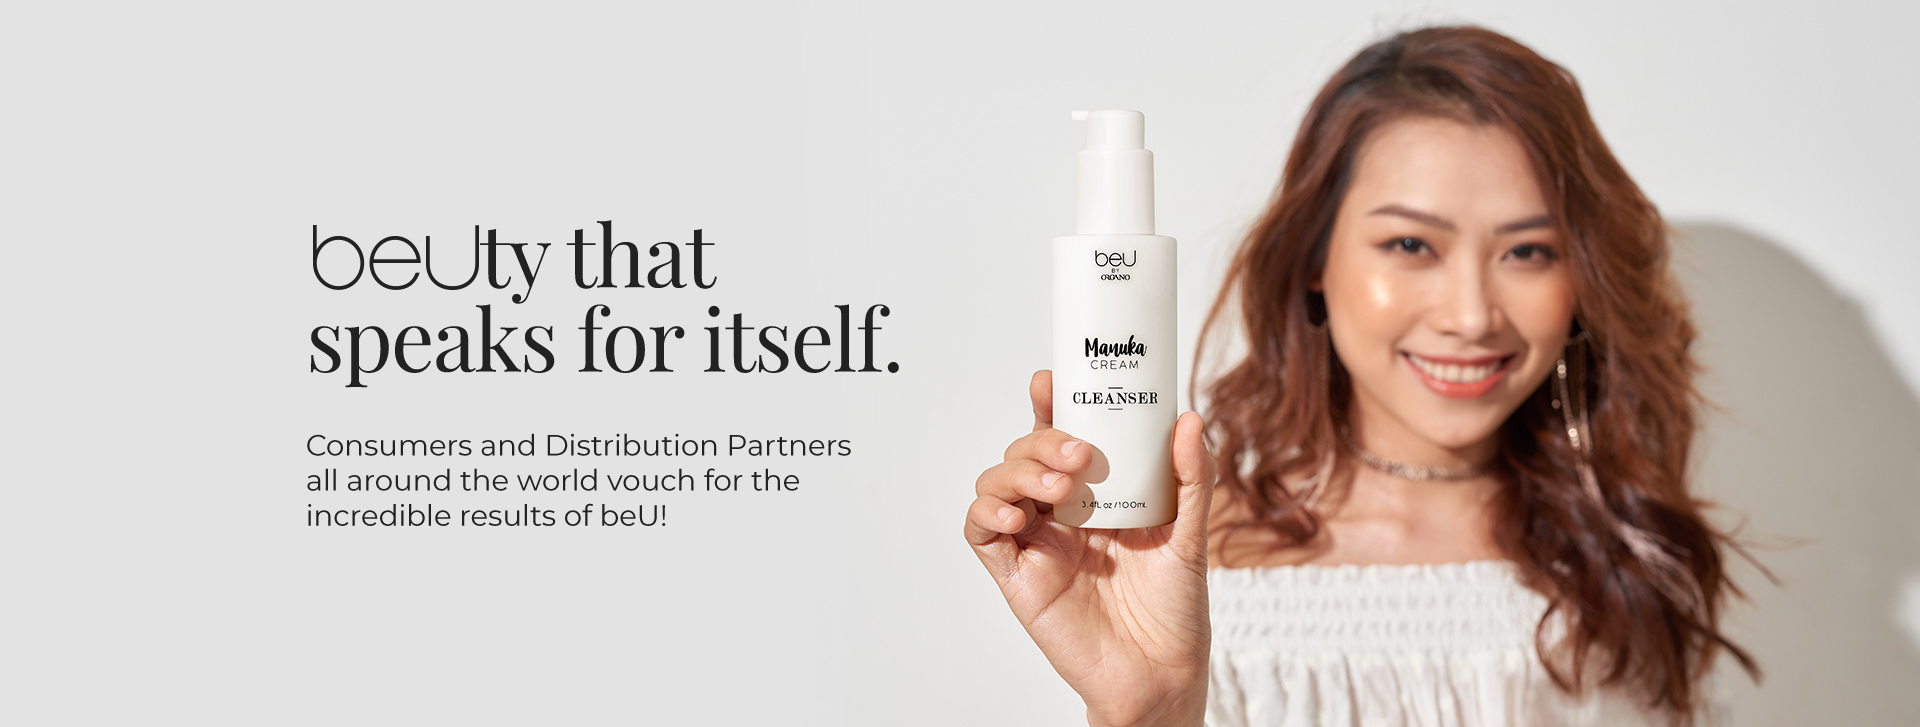 beUty that
speaks for itself.
Consumers and Distribution Partners
all around the world vouch for the
incredible results of beU!
beU
BY
ORGANO
Manuka
CREAM
CLEANSER
3.4fL oz/100mL